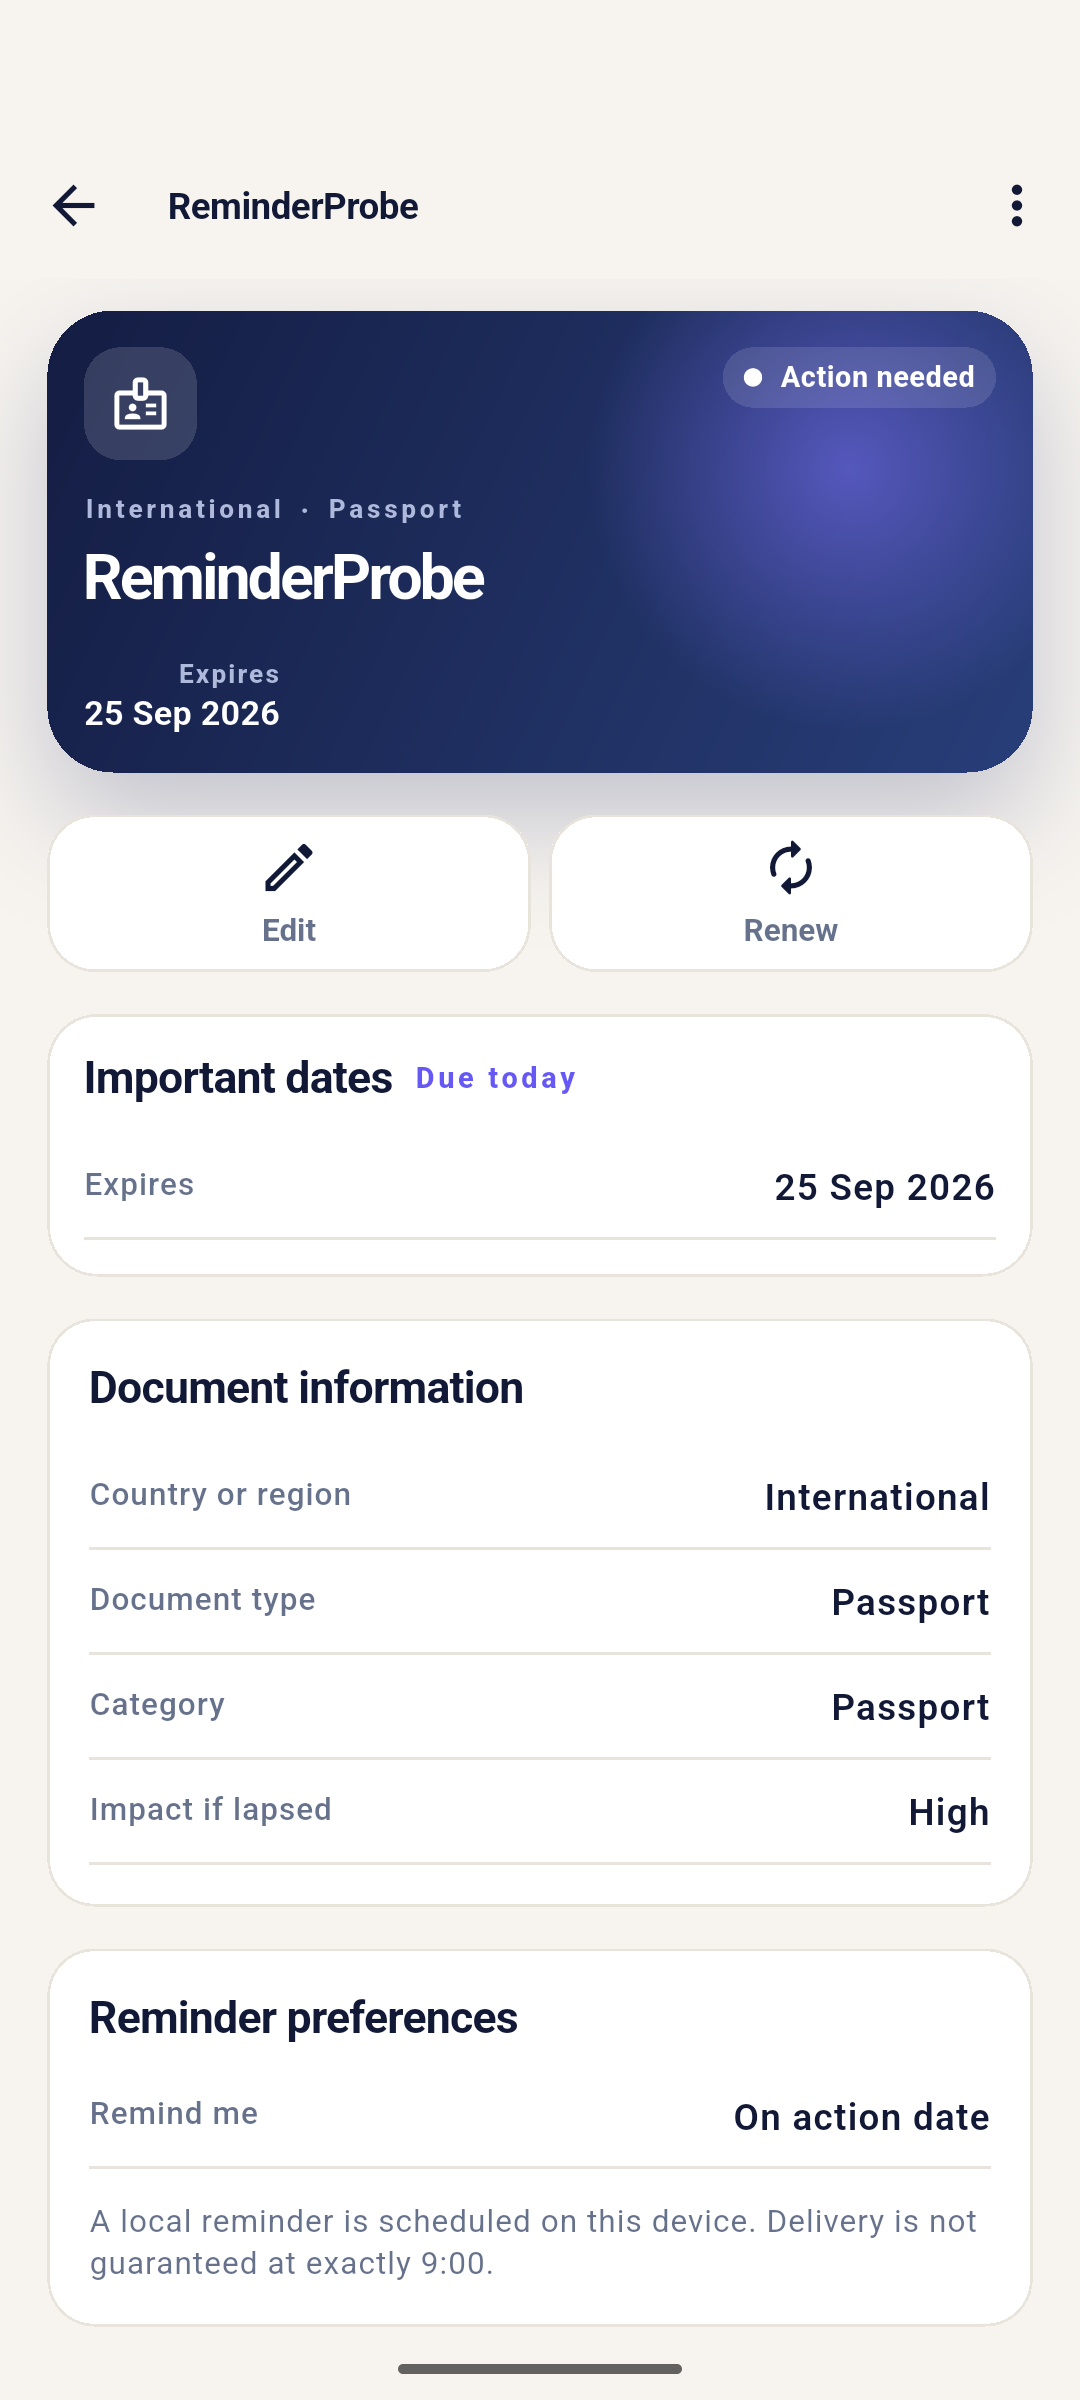 ReminderProbe
Action needed
International · Passport
ReminderProbe
Expires
25 Sep 2026
Edit
Renew
Important dates Due today
Expires 25 Sep 2026
Document information
Country or region International
Document type Passport
Category Passport
Impact if lapsed High
Reminder preferences
Remind me On action date
A local reminder is scheduled on this device. Delivery is not
guaranteed at exactly 9:00.